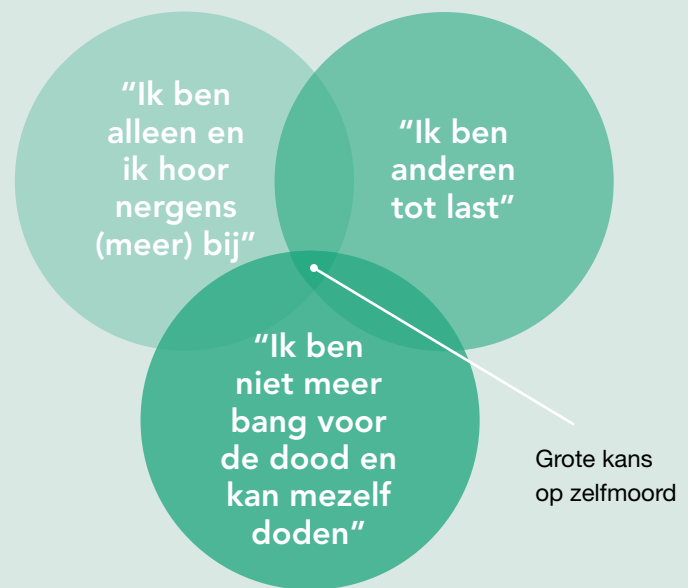 “Ik ben
alleen en
ik hoor
nergens
(meer) bij”
“Ik ben
anderen
tot last”
“Ik ben
niet meer
bang voor
de dood en
kan mezelf
doden”
Grote kans
op zelfmoord